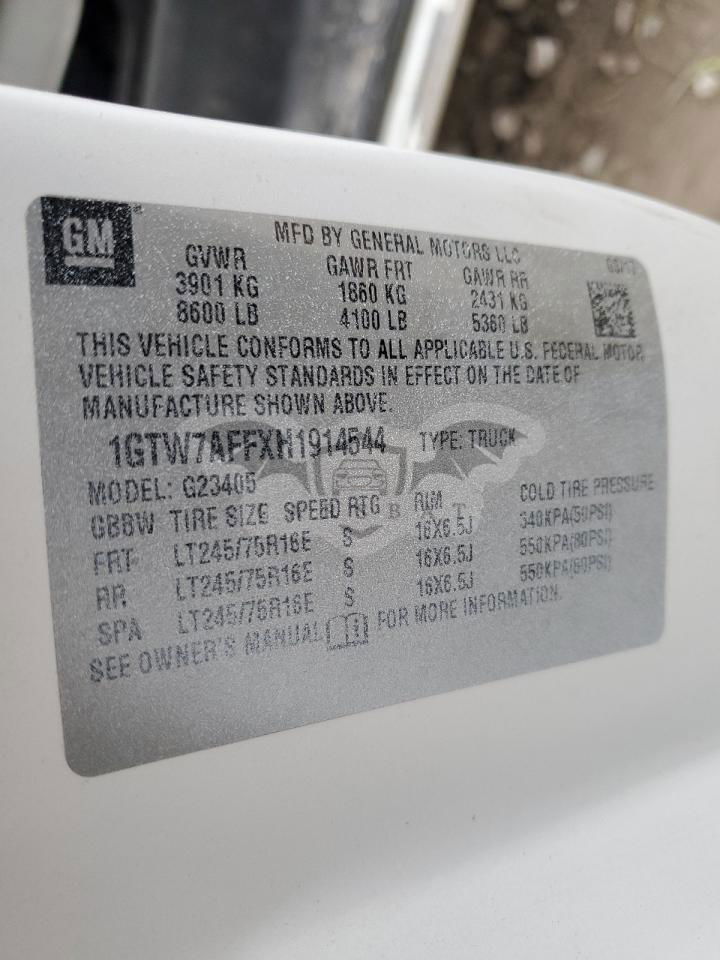 GM
MFD BY GENERAL MOTORS LLC
GVWR GAWR FRT GAWR RR
3901 KG 1860 KG 2431 KG
8600 LB 4100 LB 5360 LB
THIS VEHICLE CONFORMS TO ALL APPLICABLE U.S. FEDERAL MOTOR
VEHICLE SAFETY STANDARDS IN EFFECT ON THE DATE OF
MANUFACTURE SHOWN ABOVE.
1GTW7AFFXH1914544 TYPE: TRUCK
MODEL: G23405
GBBW TIRE SIZE SPEED RTG RIM COLD TIRE PRESSURE
FRT LT245/75R16E S 16X6.5J 340KPA(50PSI)
RR LT245/75R16E S 16X6.5J 550KPA(80PSI)
SPA LT245/75R16E S 16X6.5J 550KPA(80PSI)
SEE OWNER'S MANUAL FOR MORE INFORMATION.